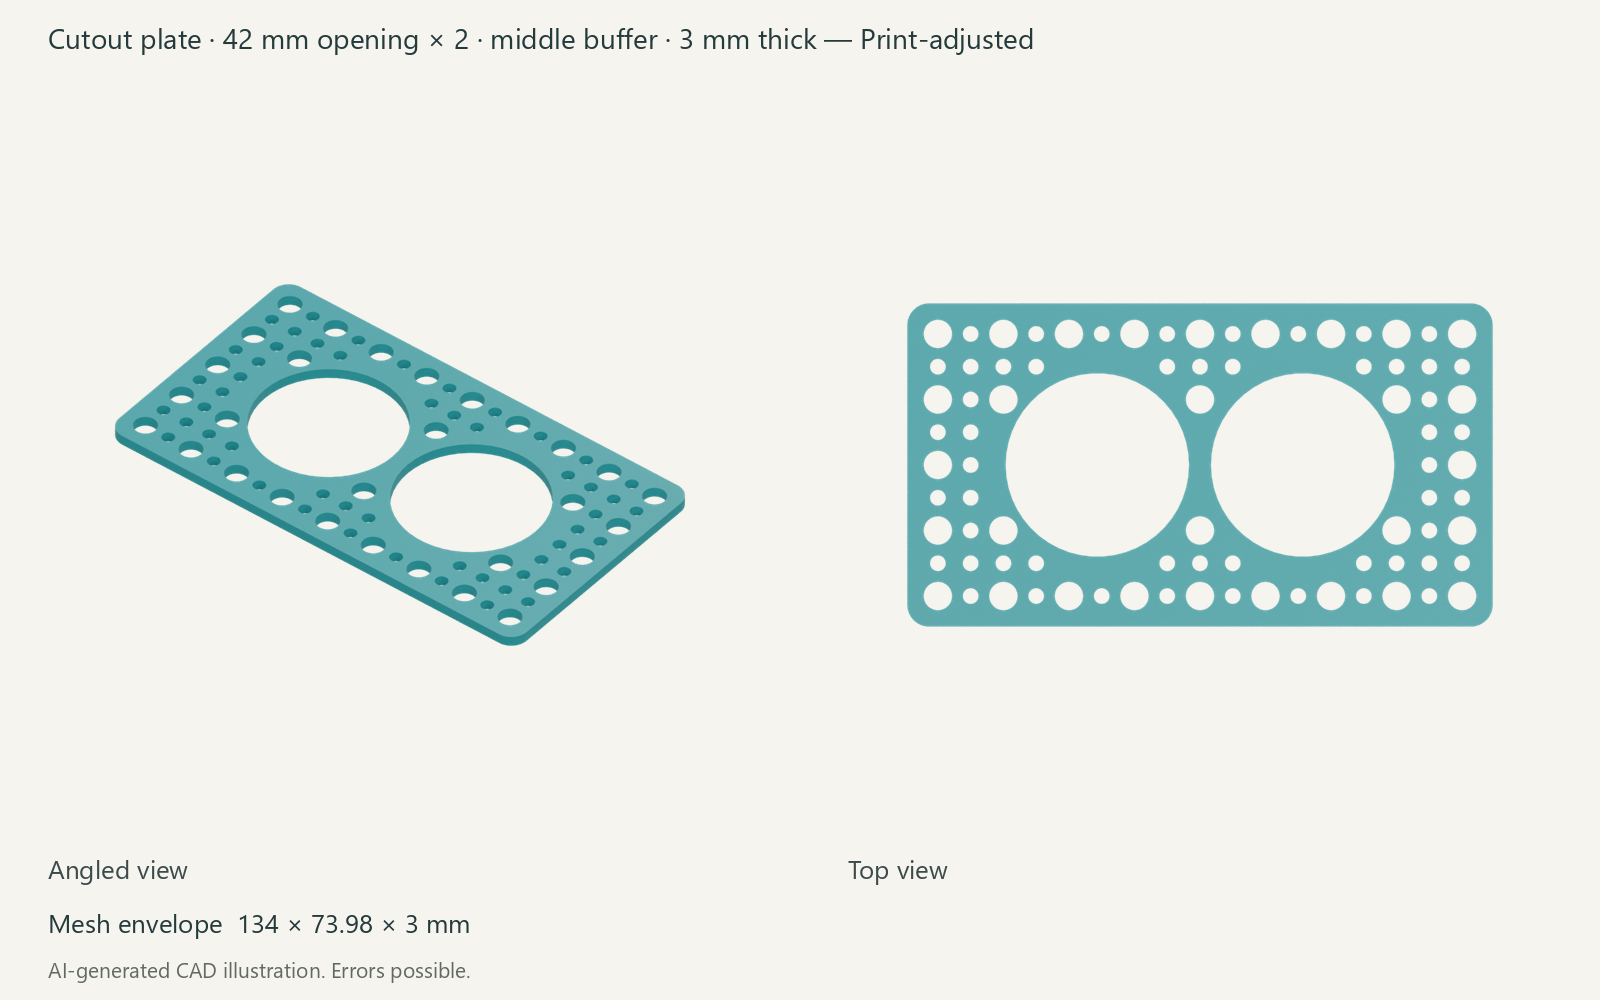 Cutout plate · 42 mm opening × 2 · middle buffer · 3 mm thick — Print-adjusted
Angled view
Top view
Mesh envelope 134 × 73.98 × 3 mm
AI-generated CAD illustration. Errors possible.